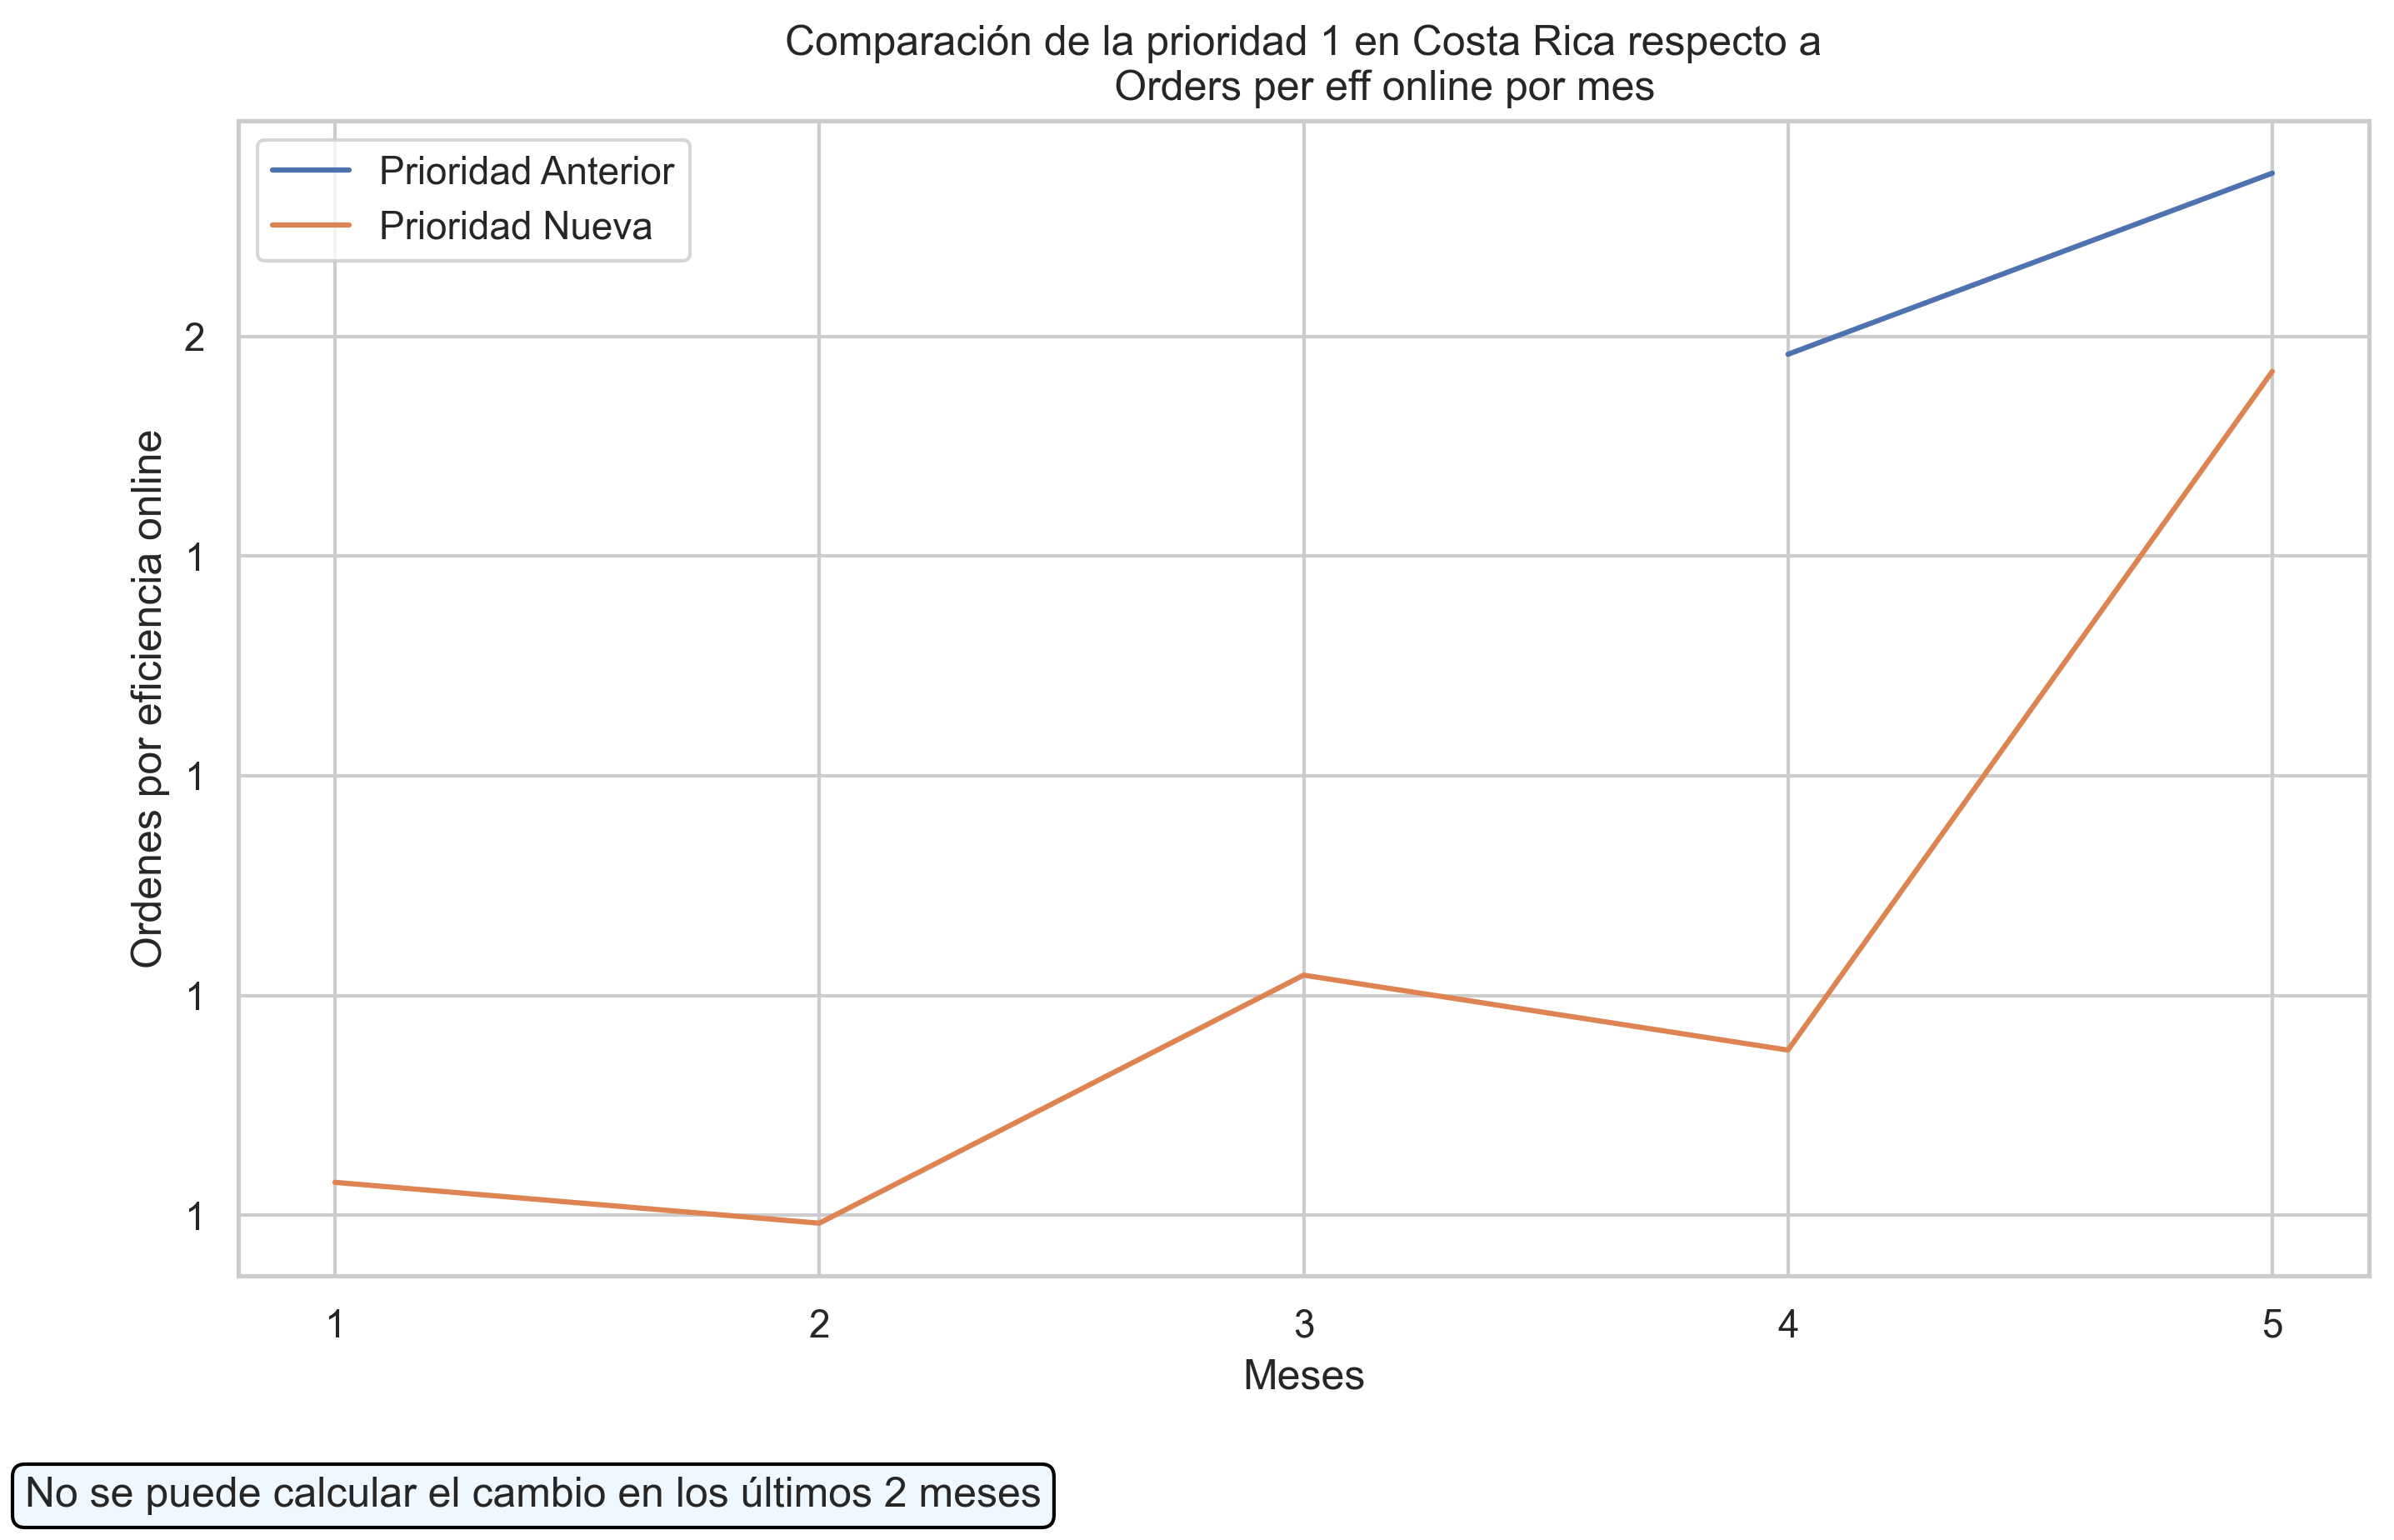 Comparación de la prioridad 1 en Costa Rica respecto a
Orders per eff online por mes
Prioridad Anterior
Prioridad Nueva
Ordenes por eficiencia online
2
1
1
1
1
1
2
3
4
5
Meses
No se puede calcular el cambio en los últimos 2 meses